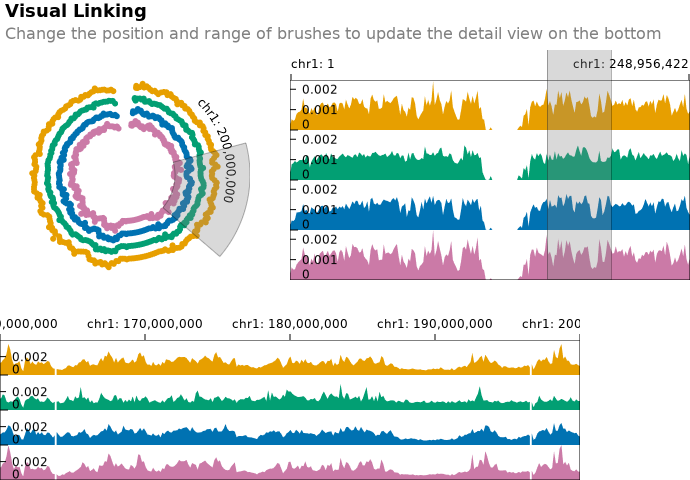 Visual Linking
Change the position and range of brushes to update the detail view on the bottom
chr1: 1
chr1: 248,956,422
chr1: 200,000,000
0.002
0.001
0
0.002
0.001
0
0.002
0.001
0
0.002
0.001
0
0,000,000
chr1: 170,000,000
chr1: 180,000,000
chr1: 190,000,000
chr1: 200
0.002
0
0.002
0
0.002
0
0.002
0